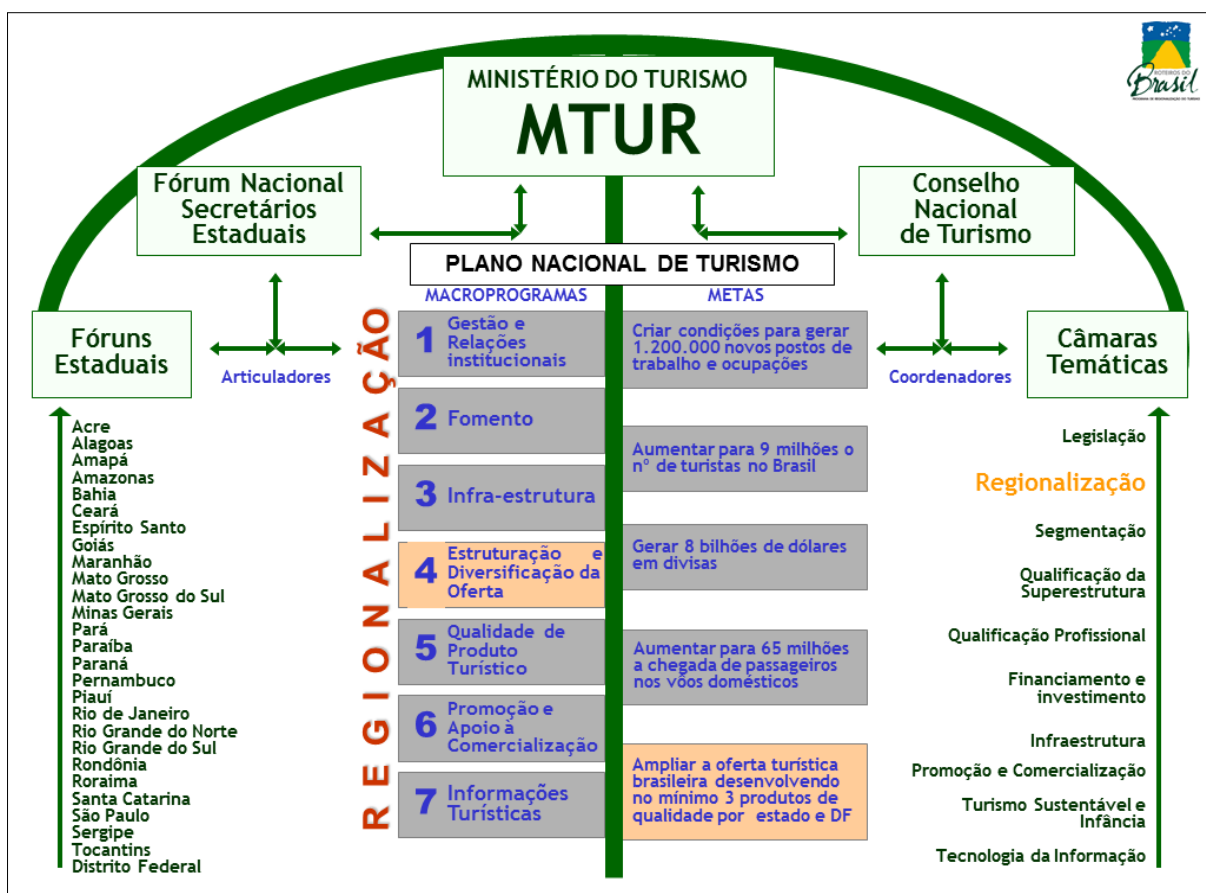 ROTEIROS DO
Brasil
PROGRAMA DE REGIONALIZAÇÃO DO TURISMO
MINISTÉRIO DO TURISMO
MTUR
Fórum Nacional
Secretários
Estaduais
Conselho
Nacional
de Turismo
PLANO NACIONAL DE TURISMO
MACROPROGRAMAS
METAS
Fóruns
Estaduais
Articuladores
Acre
Alagoas
Amapá
Amazonas
Bahia
Ceará
Espírito Santo
Goiás
Maranhão
Mato Grosso
Mato Grosso do Sul
Minas Gerais
Pará
Paraíba
Paraná
Pernambuco
Piauí
Rio de Janeiro
Rio Grande do Norte
Rio Grande do Sul
Rondônia
Roraima
Santa Catarina
São Paulo
Sergipe
Tocantins
Distrito Federal
REGIONALIZAÇÃO
1 Gestão e
Relações
institucionais
2 Fomento
3 Infra-estrutura
4 Estruturação e
Diversificação da
Oferta
5 Qualidade de
Produto
Turístico
6 Promoção e
Apoio à
Comercialização
7 Informações
Turísticas
Criar condições para gerar
1.200.000 novos postos de
trabalho e ocupações
Aumentar para 9 milhões o
nº de turistas no Brasil
Gerar 8 bilhões de dólares
em divisas
Aumentar para 65 milhões
a chegada de passageiros
nos vôos domésticos
Ampliar a oferta turística
brasileira desenvolvendo
no mínimo 3 produtos de
qualidade por estado e DF
Coordenadores
Câmaras
Temáticas
Legislação
Regionalização
Segmentação
Qualificação da
Superestrutura
Qualificação Profissional
Financiamento e
investimento
Infraestrutura
Promoção e Comercialização
Turismo Sustentável e
Infância
Tecnologia da Informação